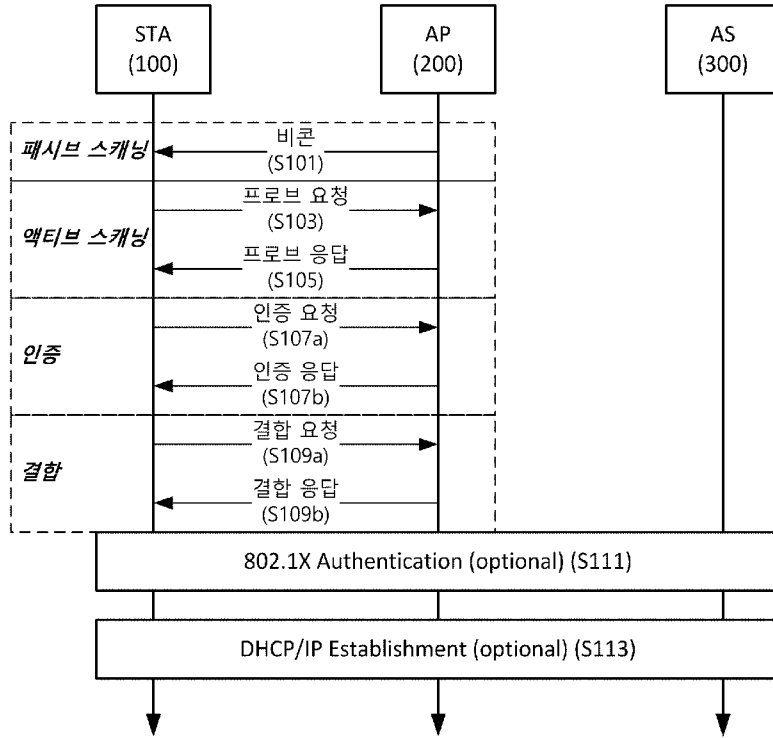 STA
(100)
AP
(200)
AS
(300)
패시브 스캐닝
비콘
(S101)
액티브 스캐닝
프로브 요청
(S103)
프로브 응답
(S105)
인증
인증 요청
(S107a)
인증 응답
(S107b)
결합
결합 요청
(S109a)
결합 응답
(S109b)
802.1X Authentication (optional) (S111)
DHCP/IP Establishment (optional) (S113)